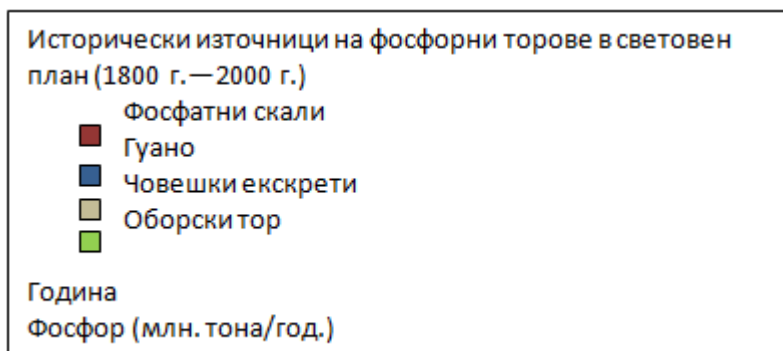 Исторически източници на фосфорни торове в световен
план (1800 г.—2000 г.)
Фосфатни скали
Гуано
Човешки екскрети
Оборски тор
Година
Фосфор (млн. тона/год.)